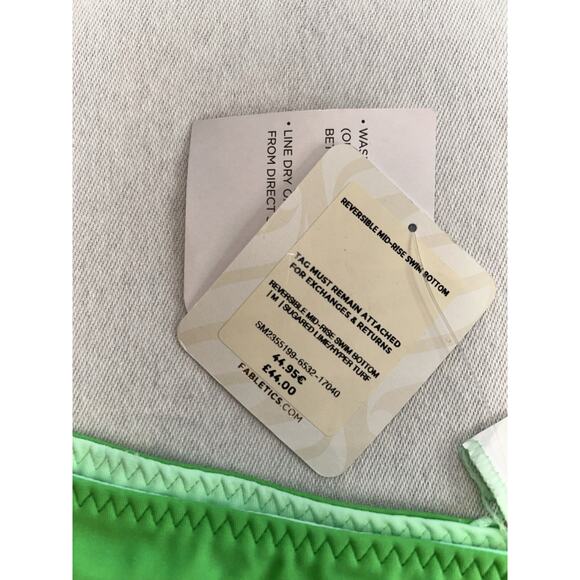 REVERSIBLE MID-RISE SWIM BOTTOM
TAG MUST REMAIN ATTACHED
FOR EXCHANGES & RETURNS
REVERSIBLE MID-RISE SWIM BOTTOM
| M | SUGARED LIME/HYPER TURF
SM2355199-6532-17040
44.95€
£44.00
FABLETICS.COM
• LINE DRY
FROM DIRECT